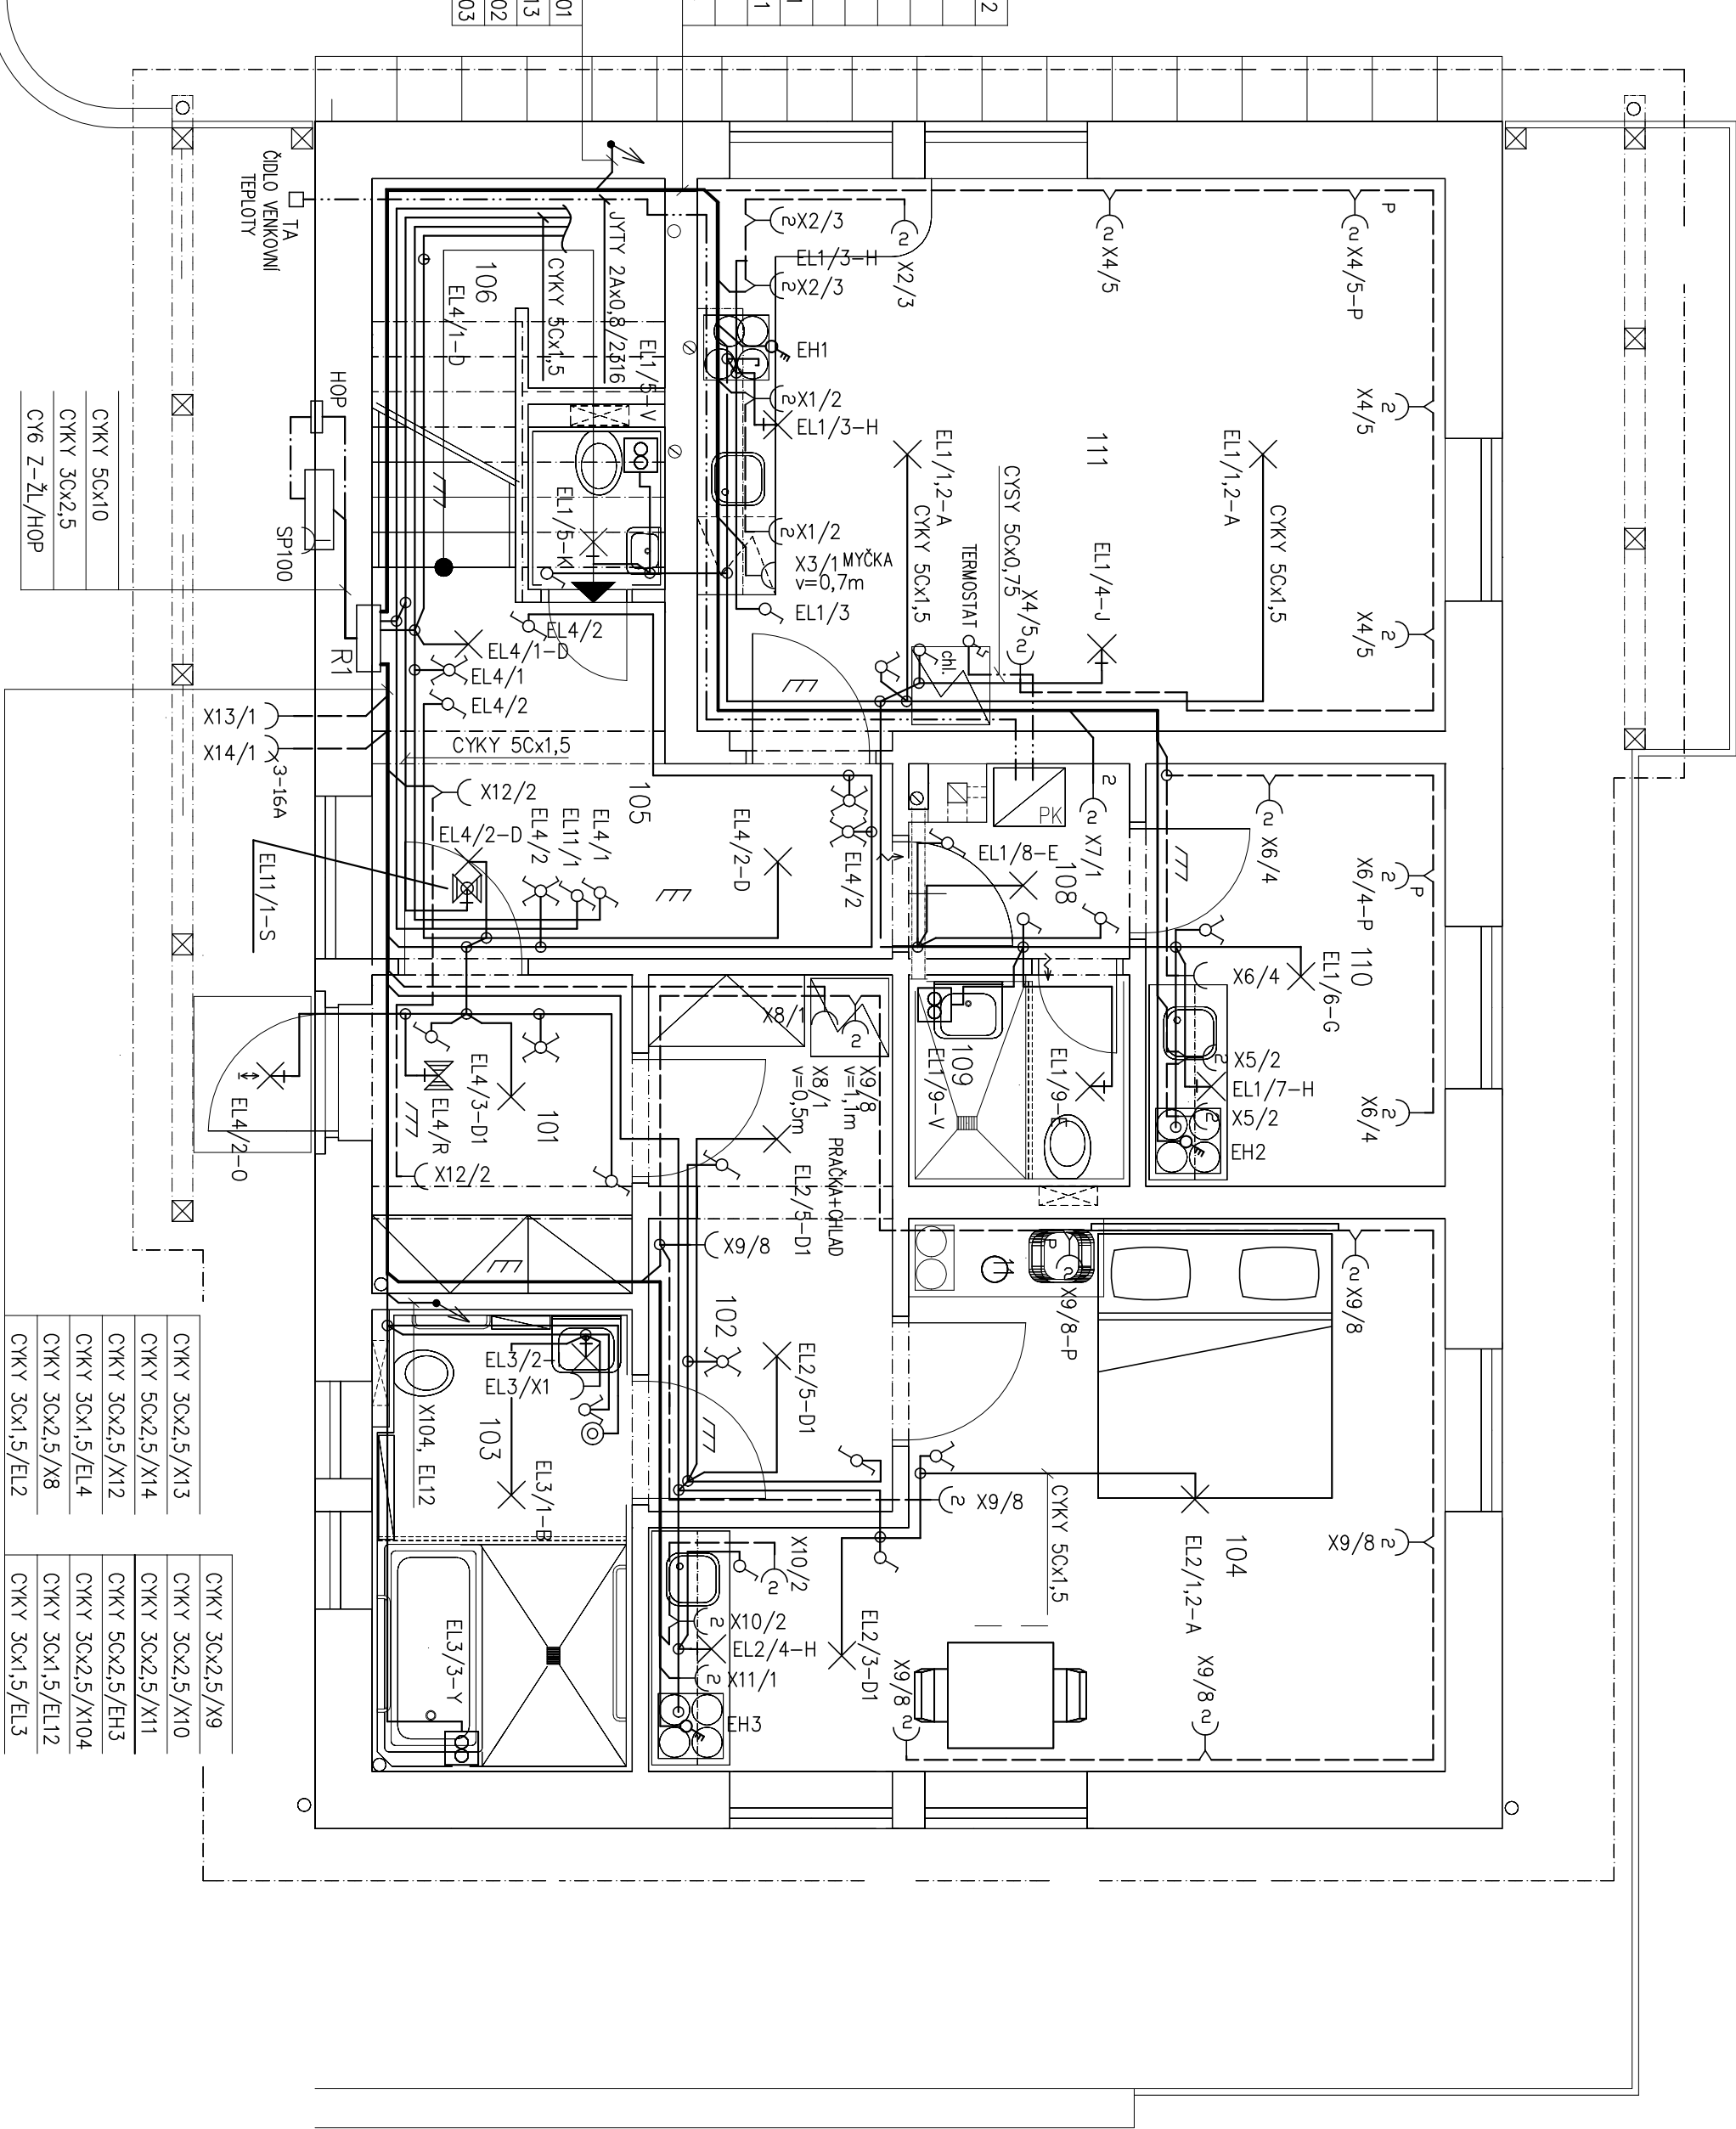 2
1
1
01
13
02
03
ČIDLO VENKOVNÍ
TEPLOTY
TA
P
X4/5-P
X4/5
X2/3
X2/3
X2/3
EL1/3-H
EH1
X1/2
EL1/3-H
X1/2
X3/1
MYČKA
v=0,7m
EL1/3
X4/5
X4/5
EL1/1,2-A
CYKY 5Cx1,5
111
EL1/1,2-A
CYKY 5Cx1,5
CYSY 5Cx0,75
TERMOSTAT
X4/5
EL1/4-J
chl.
JYTY 2Ax0,8/2316
CYKY 5Cx1,5
106
EL4/1-D
EL1/5-V
EL1/5-K
HOP
SP100
R1
CYKY 5Cx10
CYKY 3Cx2,5
CY6 Z-ŽL/HOP
EL4/2
EL4/1-D
EL4/1
EL4/2
CYKY 5Cx1,5
X13/1
X14/1
3-16A
X12/2
EL4/2-D
EL4/2
EL11/1
EL4/1
105
EL4/2-D
EL4/2
EL11/1-S
PK
X7/1
EL1/8-E
108
X6/4
X6/4-P
P
110
X6/4
EL1/6-G
X5/2
EL1/7-H
X5/2
EH2
X6/4
109
EL1/9-V
EL1/9-F
X8/1
X9/8
v=1,1m
X8/1
v=0,5m
PRAČKA+CHLAD
EL4/3-D1
101
EL4/R
X12/2
EL4/2-O
EL2/5-D1
X9/8
102
EL2/5-D1
X9/8
P
X9/8-P
X9/8
X9/8
104
EL2/1,2-A
CYKY 5Cx1,5
X9/8
X9/8
EL3/2-
EL3/X1
X104, EL12
103
EL3/1-B
EL3/3-Y
X10/2
X10/2
EL2/4-H
X11/1
EL2/3-D1
EH3
CYKY 3Cx2,5/X13
CYKY 5Cx2,5/X14
CYKY 3Cx2,5/X12
CYKY 3Cx1,5/EL4
CYKY 3Cx2,5/X8
CYKY 3Cx1,5/EL2
CYKY 3Cx2,5/X9
CYKY 3Cx2,5/X10
CYKY 3Cx2,5/X11
CYKY 5Cx2,5/EH3
CYKY 3Cx2,5/X104
CYKY 3Cx1,5/EL12
CYKY 3Cx1,5/EL3